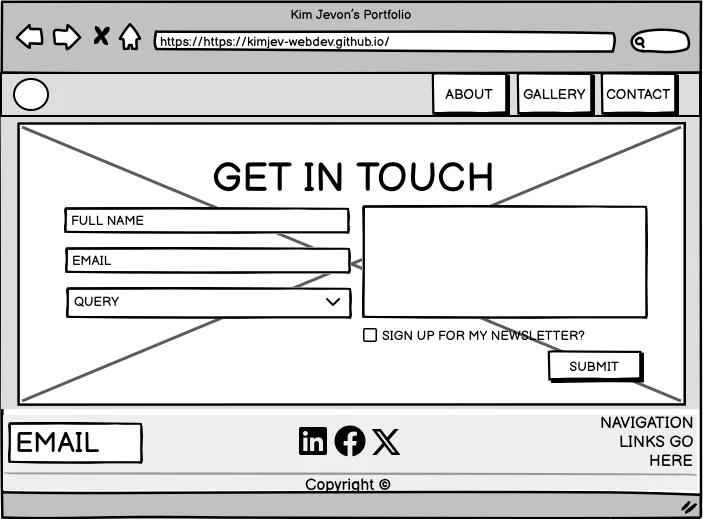 Kim Jevon's Portfolio
https://https://kimjev-webdev.github.io/
ABOUT
GALLERY
CONTACT
GET IN TOUCH
FULL NAME
EMAIL
QUERY
SIGN UP FOR MY NEWSLETTER?
SUBMIT
EMAIL
in f X
NAVIGATION
LINKS GO
HERE
Copyright ©